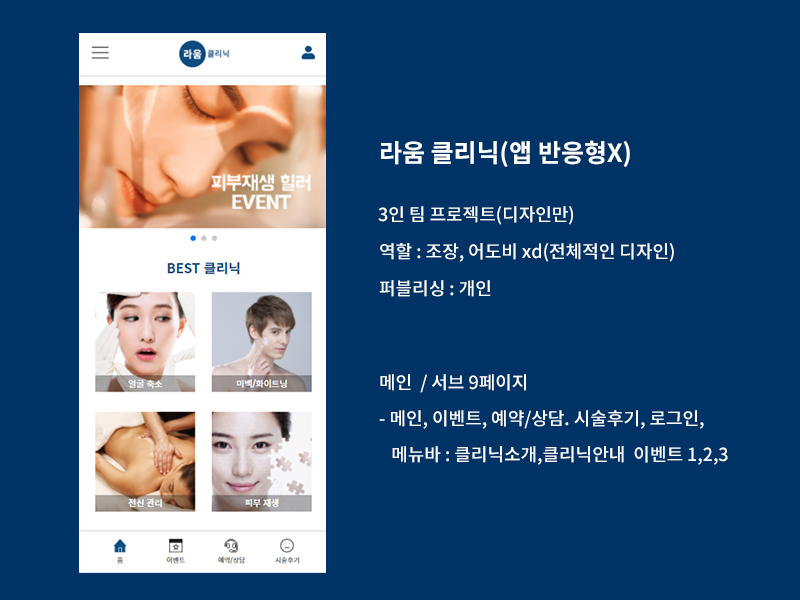 라움 클리닉
피부재생 힐러
EVENT
BEST 클리닉
얼굴 축소
미백/화이트닝
전신 관리
피부 재생
홈
이벤트
예약/상담
시술후기
라움 클리닉(앱 반응형X)
3인 팀 프로젝트(디자인만)
역할 : 조장, 어도비 xd(전체적인 디자인)
퍼블리싱 : 개인
메인 / 서브 9페이지
- 메인, 이벤트, 예약/상담. 시술후기, 로그인,
메뉴바 : 클리닉소개,클리닉안내 이벤트 1,2,3